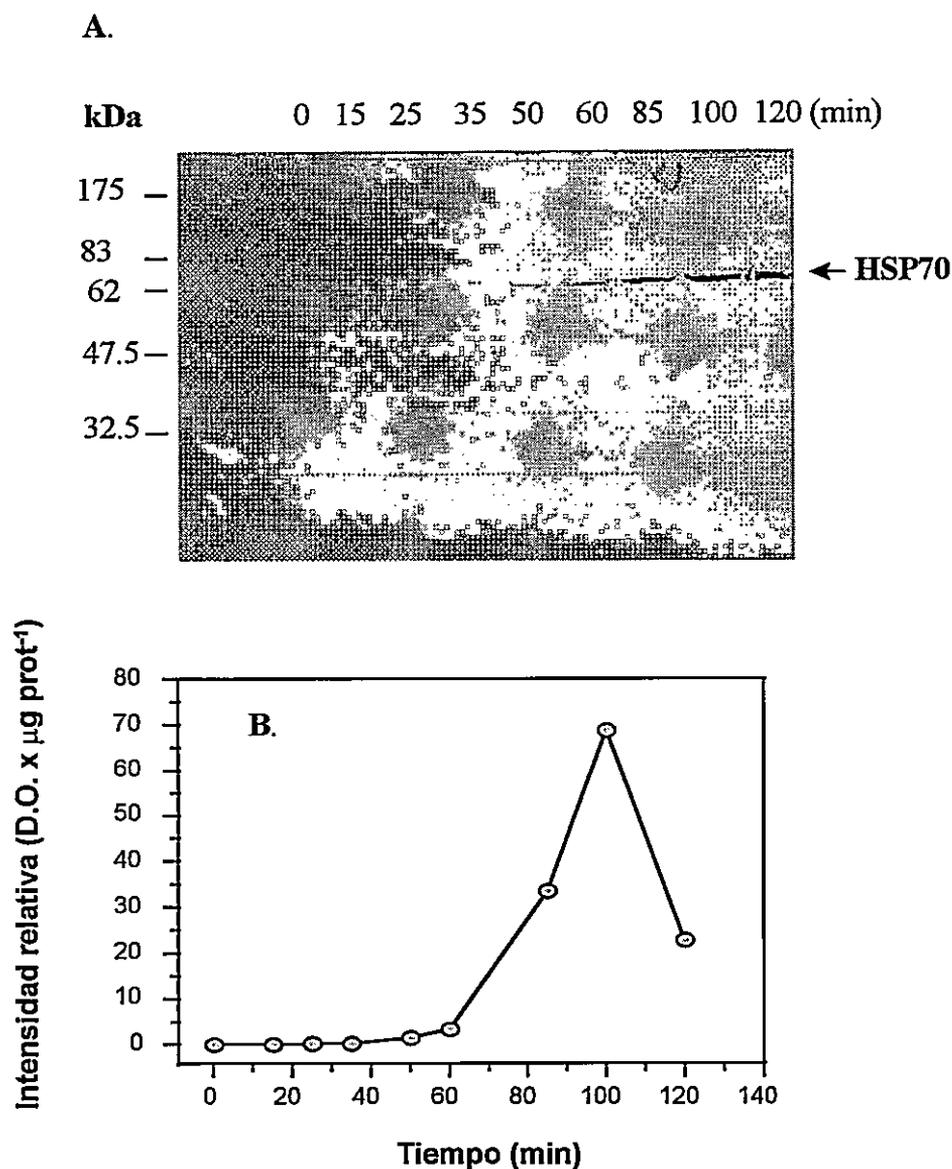 A.
kDa 0 15 25 35 50 60 85 100 120 (min)
175
83
HSP70
62
47.5
32.5
Intensidad relativa (D.O. x µg prot⁻¹)
80
B.
70
60
50
40
30
20
10
0
0 20 40 60 80 100 120 140
Tiempo (min)